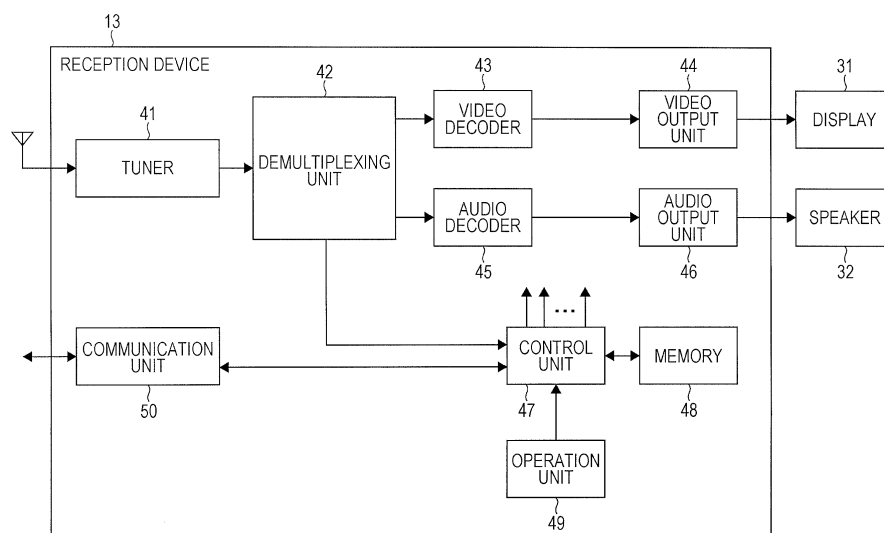 13
RECEPTION DEVICE
41
TUNER
42
DEMULTIPLEXING
UNIT
43
VIDEO
DECODER
44
VIDEO
OUTPUT
UNIT
31
DISPLAY
AUDIO
DECODER
45
AUDIO
OUTPUT
UNIT
46
SPEAKER
32
...
COMMUNICATION
UNIT
50
CONTROL
UNIT
47
MEMORY
48
OPERATION
UNIT
49